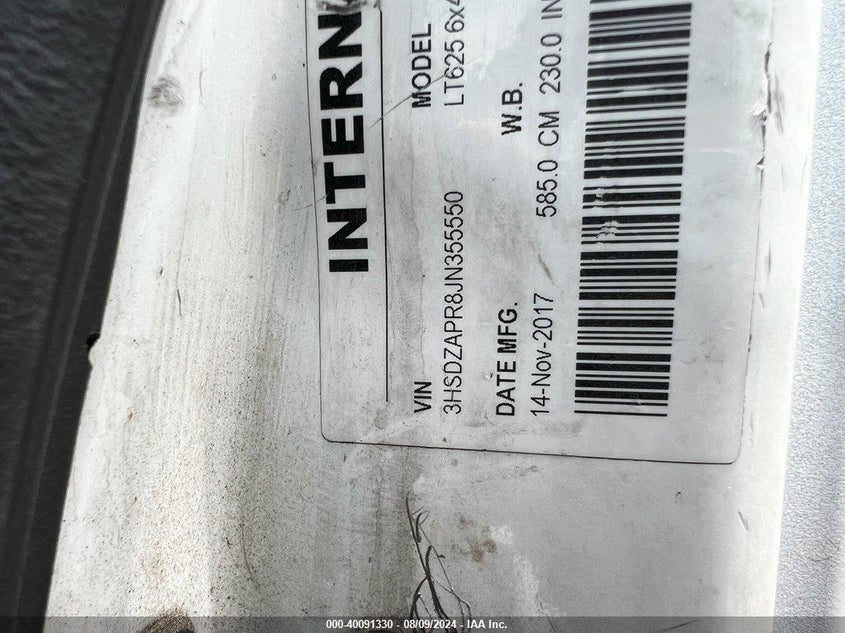 INTERN
VIN MODEL
3HSDZAPR8JN355550 LT625 6x4
DATE MFG. W.B.
14-Nov-2017 585.0 CM 230.0 IN
000-40091330 - 08/09/2024 - IAA Inc.